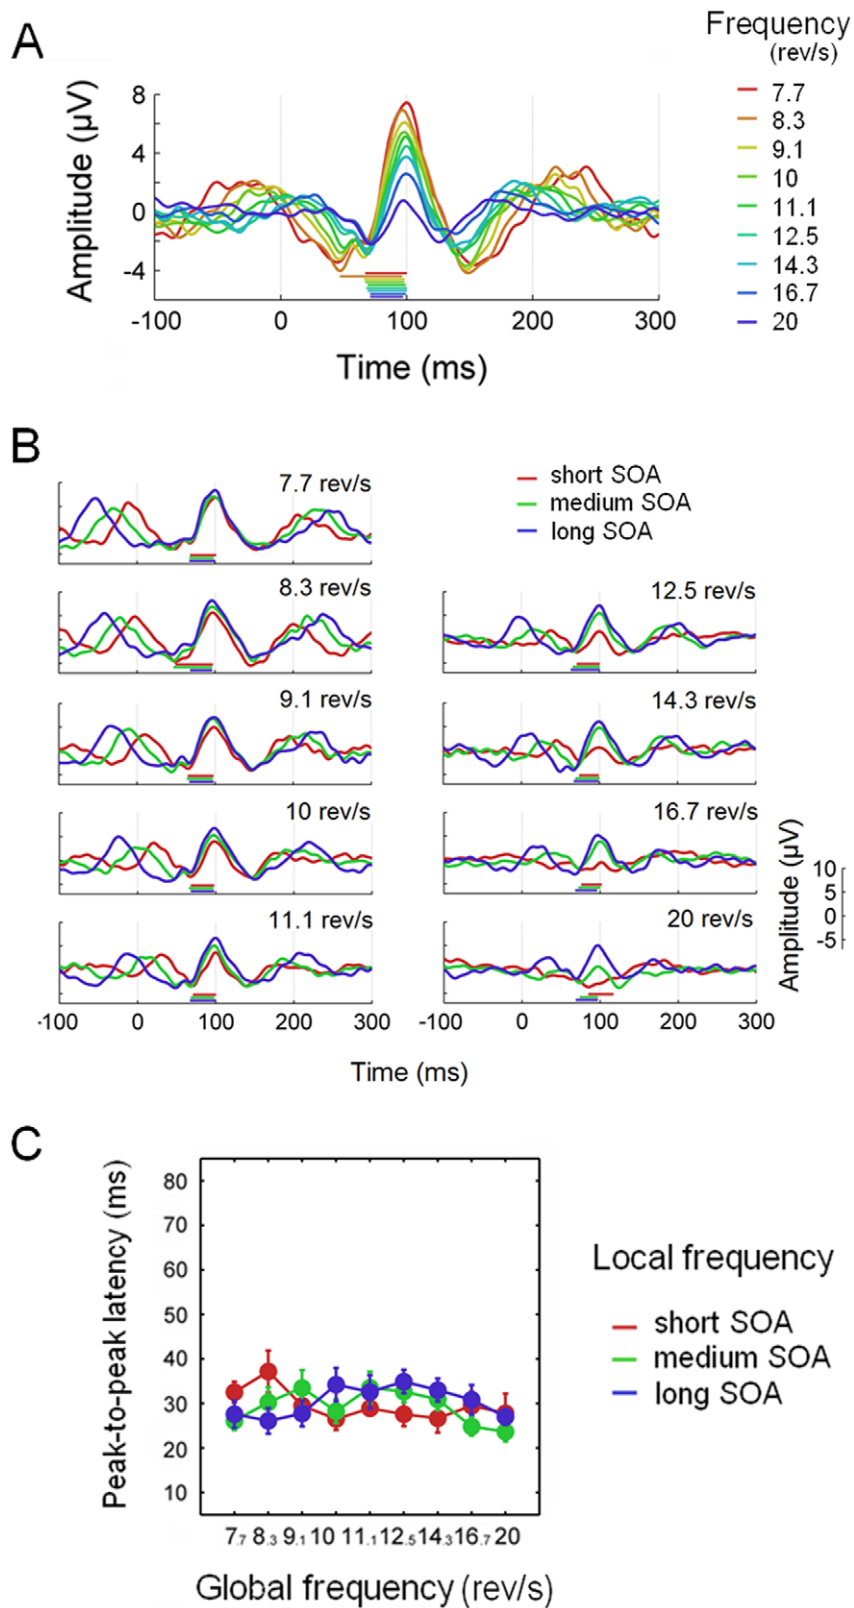 A
Frequency
(rev/s)
Amplitude (µV)
8
4
0
-4
-100 0 100 200 300
Time (ms)
7.7
8.3
9.1
10
11.1
12.5
14.3
16.7
20
B
short SOA
medium SOA
long SOA
7.7 rev/s
8.3 rev/s
9.1 rev/s
10 rev/s
11.1 rev/s
-100 0 100 200 300
12.5 rev/s
14.3 rev/s
16.7 rev/s
20 rev/s
-100 0 100 200 300
Amplitude (µV)
10
5
0
-5
Time (ms)
C
Peak-to-peak latency (ms)
80
70
60
50
40
30
20
10
7.7 8.3 9.1 10 11.1 12.5 14.3 16.7 20
Global frequency (rev/s)
Local frequency
short SOA
medium SOA
long SOA